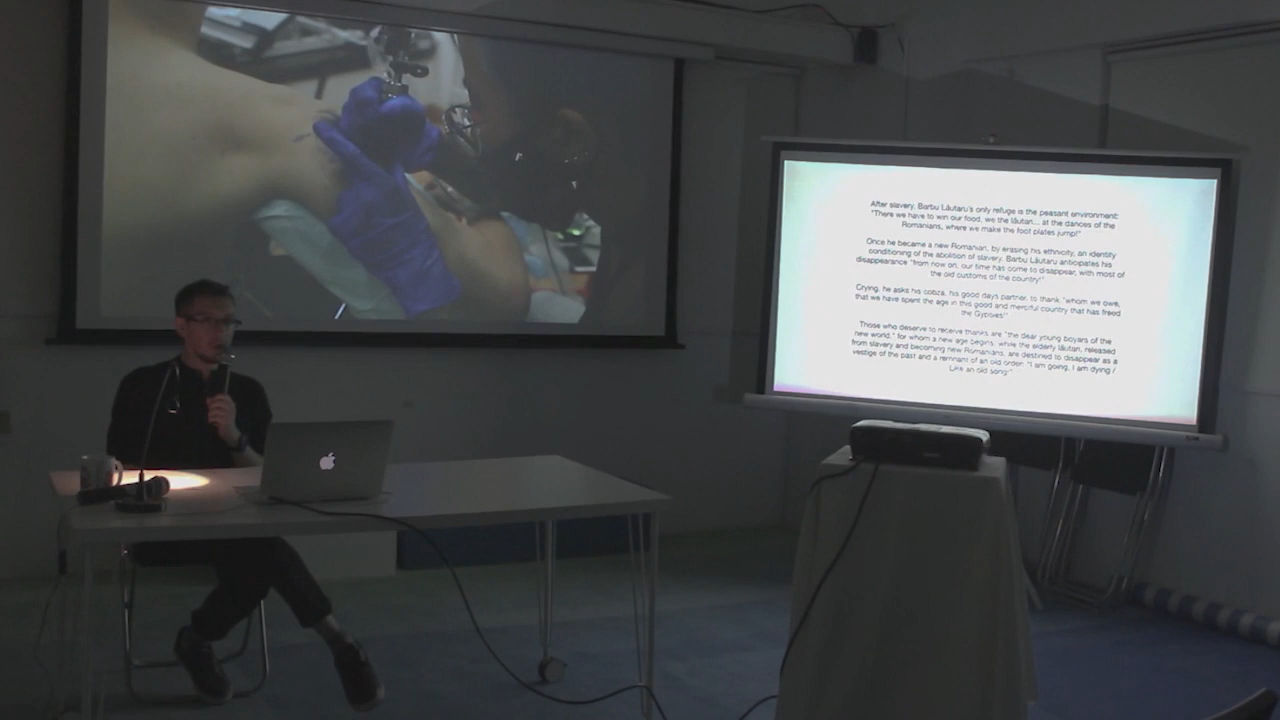 After slavery, Barbu Lăutaru's only refuge is the peasant environment:
"There we have to win our food, we the lăutari... at the dances of the
Romanians, where we make the foot plates jump!"
Once he became a new Romanian, by erasing his ethnicity, an identity
conditioning of the abolition of slavery. Barbu Lăutaru anticipates his
disappearance "from now on, our time has come to disappear, with most of
the old customs of the country!"
Crying, he asks his cobza, his good days partner, to thank "whom we owe,
that we have spent the age in this good and merciful country that has freed
the Gypsies!"
Those who deserve to receive thanks are "the dear young boyars of the
new world." for whom a new age begins, while the elderly lăutari, released
from slavery and becoming new Romanians, are destined to disappear as a
vestige of the past and a remnant of an old order: "I am going, I am dying /
Like an old song!"